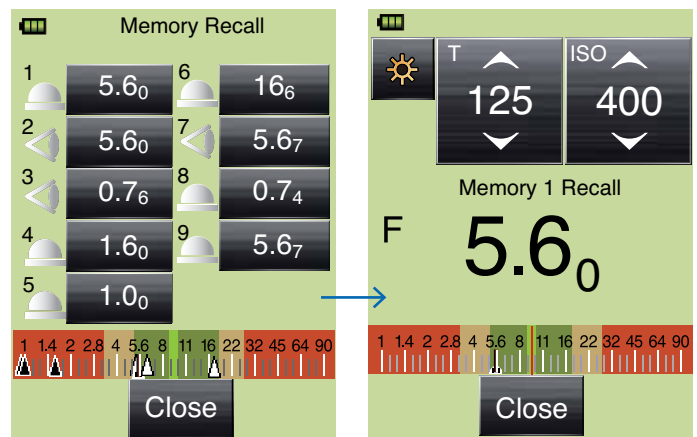 Memory Recall
1 5.6₀ 6 16₆
2 5.6₀ 7 5.6₇
3 0.7₆ 8 0.7₄
4 1.6₀ 9 5.6₇
5 1.0₀
1 1.4 2 2.8 4 5.6 8 11 16 22 32 45 64 90
Close
T 125 ISO 400
Memory 1 Recall
F 5.6₀
1 1.4 2 2.8 4 5.6 8 11 16 22 32 45 64 90
Close